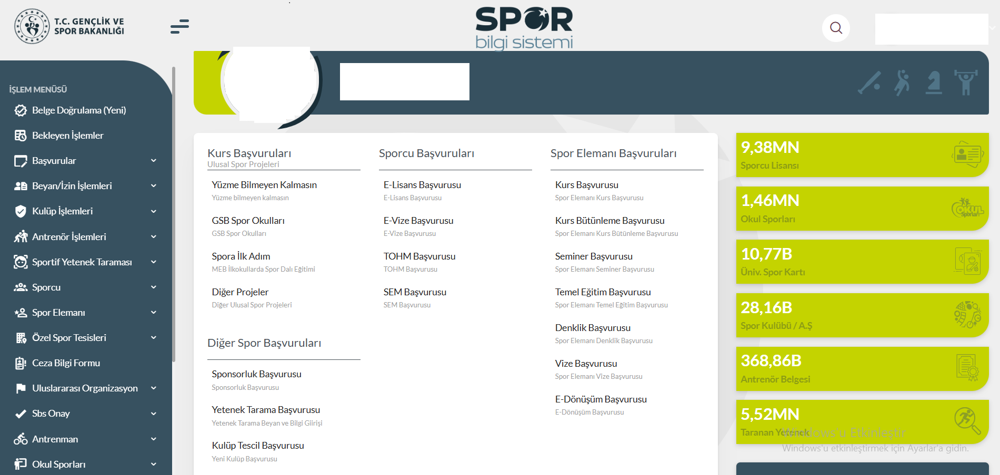 T.C. GENÇLİK VE
SPOR BAKANLIĞI
SPOR
bilgi sistemi
İŞLEM MENÜSÜ
Belge Doğrulama (Yeni)
Bekleyen İşlemler
Başvurular
Beyan/İzin İşlemleri
Kulüp İşlemleri
Antrenör İşlemleri
Sportif Yetenek Taraması
Sporcu
Spor Elemanı
Özel Spor Tesisleri
Ceza Bilgi Formu
Uluslararası Organizasyon
Sbs Onay
Antrenman
Okul Sporları
Kurs Başvuruları
Ulusal Spor Projeleri
Yüzme Bilmeyen Kalmasın
Yüzme bilmeyen kalmasın
GSB Spor Okulları
GSB Spor Okulları
Spora İlk Adım
MEB İlkokullarda Spor Dalı Eğitimi
Diğer Projeler
Diğer Ulusal Spor Projeleri
Diğer Spor Başvuruları
Sponsorluk Başvurusu
Sponsorluk Başvurusu
Yetenek Tarama Başvurusu
Yetenek Tarama Beyan ve Bilgi Giirişi
Kulüp Tescil Başvurusu
Yeni Kulüp Başvurusu
Sporcu Başvuruları
E-Lisans Başvurusu
E-Lisans Başvurusu
E-Vize Başvurusu
E-Vize Başvurusu
TOHM Başvurusu
TOHM Başvurusu
SEM Başvurusu
SEM Başvurusu
Spor Elemanı Başvuruları
Kurs Başvurusu
Spor Elemanı Kurs Başvurusu
Kurs Bütünleme Başvurusu
Spor Elemanı Kurs Bütünleme Başvurusu
Seminer Başvurusu
Spor Elemanı Seminer Başvurusu
Temel Eğitim Başvurusu
Spor Elemanı Temel Eğitim Başvurusu
Denklik Başvurusu
Spor Elemanı Denklik Başvurusu
Vize Başvurusu
Spor Elemanı Vize Başvurusu
E-Dönüşüm Başvurusu
E-Dönüşüm Başvurusu
9,38MN
Sporcu Lisansı
1,46MN
Okul Sporları
OKUL
Sporları
10,77B
Üniv. Spor Kartı
28,16B
Spor Kulübü / A.Ş
368,86B
Antrenör Belgesi
5,52MN
Taranan Yetenek
Windows'u Etkinleştir
Windows'u etkinleştirmek için Ayarlar'a gidin.